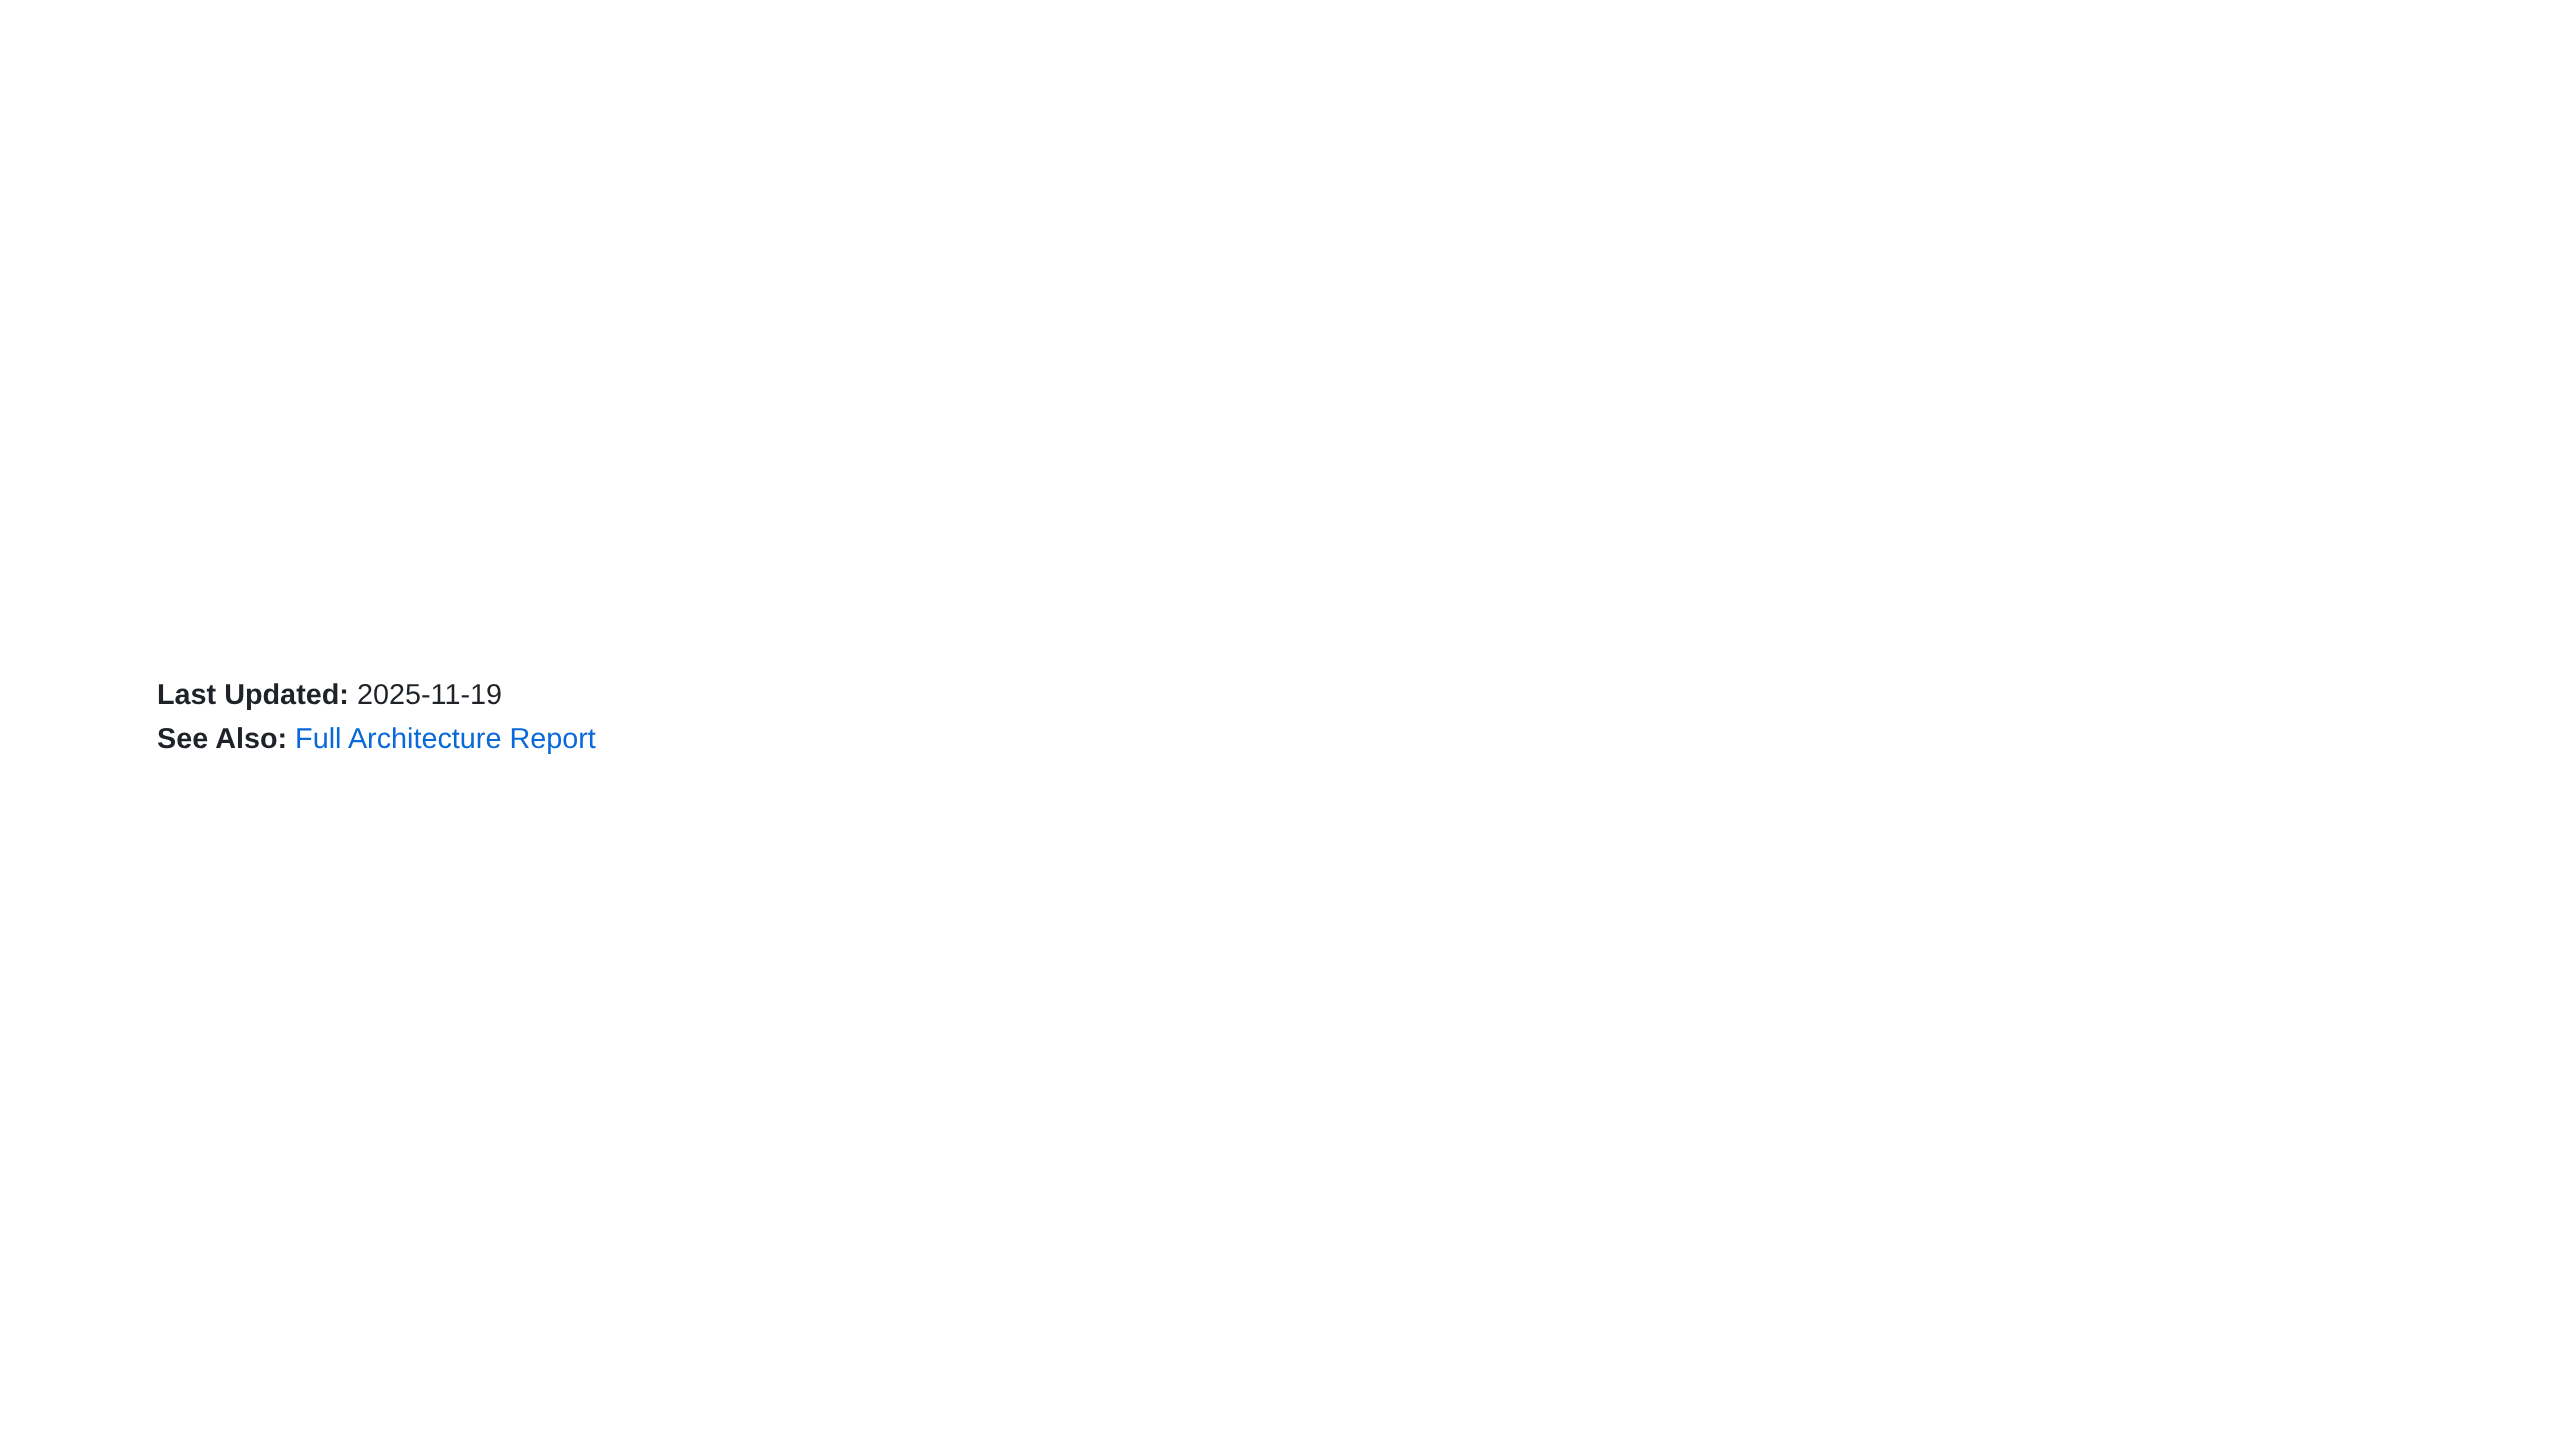 Last Updated: 2025-11-19
See Also: Full Architecture Report